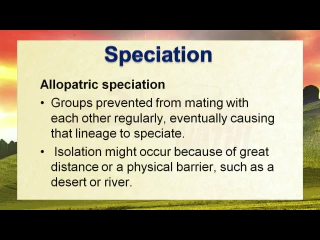 Speciation
Allopatric speciation
• Groups prevented from mating with
each other regularly, eventually causing
that lineage to speciate.
• Isolation might occur because of great
distance or a physical barrier, such as a
desert or river.